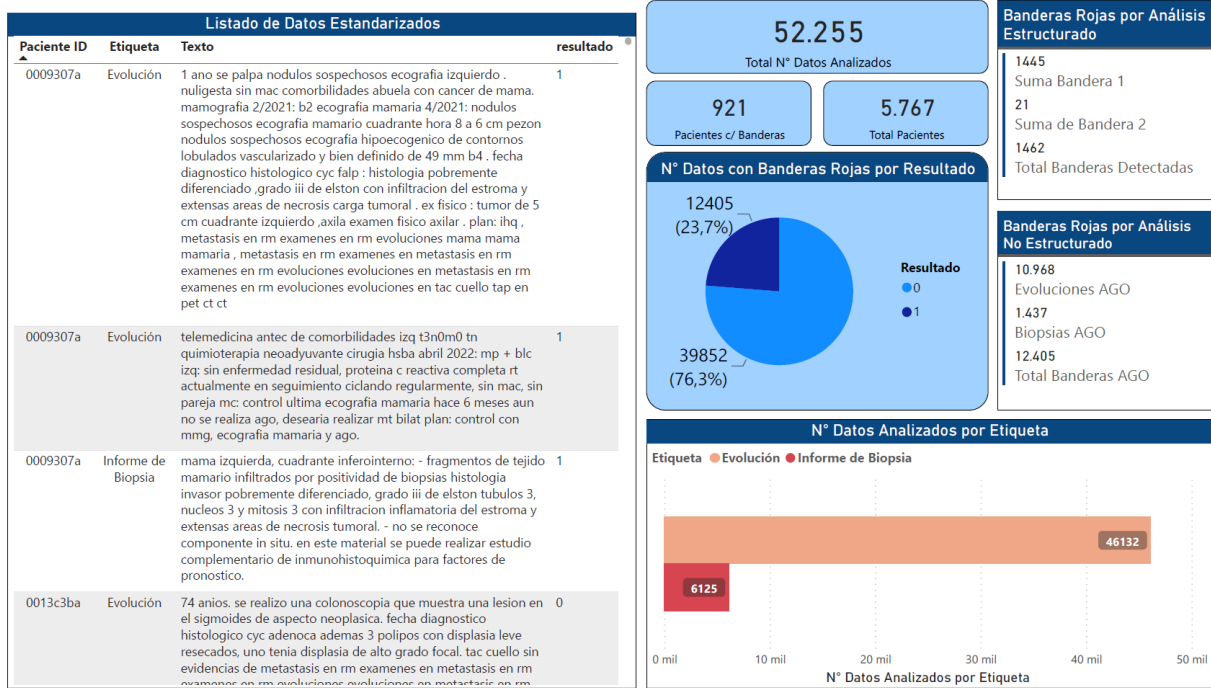 Listado de Datos Estandarizados
Paciente ID Etiqueta Texto resultado
0009307a Evolución 1 ano se palpa nodulos sospechosos ecografia izquierdo . 1
nuligesta sin mac comorbilidades abuela con cancer de mama.
mamografia 2/2021: b2 ecografia mamaria 4/2021: nodulos
sospechosos ecografia mamario cuadrante hora 8 a 6 cm pezon
nodulos sospechosos ecografia hipoecogenico de contornos
lobulados vascularizado y bien definido de 49 mm b4 . fecha
diagnostico histologico cyc falp : histologia pobremente
diferenciado ,grado iii de elston con infiltracion del estroma y
extensas areas de necrosis carga tumoral . ex fisico : tumor de 5
cm cuadrante izquierdo ,axila examen fisico axilar . plan: ihq ,
metastasis en rm examenes en rm evoluciones mama mama
mamaria , metastasis en rm examenes en metastasis en rm
examenes en rm evoluciones evoluciones en metastasis en rm
examenes en rm evoluciones evoluciones en tac cuello tap en
pet ct ct
0009307a Evolución telemedicina antec de comorbilidades izq t3n0m0 tn 1
quimioterapia neoadyuvante cirugia hsba abril 2022: mp + blc
izq: sin enfermedad residual, proteina c reactiva completa rt
actualmente en seguimiento ciclando regularmente, sin mac, sin
pareja mc: control ultima ecografia mamaria hace 6 meses aun
no se realiza ago, desearia realizar mt bilat plan: control con
mmg, ecografia mamaria y ago.
0009307a Informe de Biopsia mama izquierda, cuadrante inferointerno: - fragmentos de tejido 1
mamario infiltrados por positividad de biopsias histologia
invasor pobremente diferenciado, grado iii de elston tubulos 3,
nucleos 3 y mitosis 3 con infiltracion inflamatoria del estroma y
extensas areas de necrosis tumoral. - no se reconoce
componente in situ. en este material se puede realizar estudio
complementario de inmunohistoquimica para factores de
pronostico.
0013c3ba Evolución 74 anios. se realizo una colonoscopia que muestra una lesion en 0
el sigmoides de aspecto neoplasica. fecha diagnostico
histologico cyc adenoca ademas 3 polipos con displasia leve
resecados, uno tenia displasia de alto grado focal. tac cuello sin
evidencias de metastasis en rm examenes en metastasis en rm
examenes en rm evoluciones evoluciones en metastasis en rm
52.255
Total N° Datos Analizados
921
Pacientes c/ Banderas
5.767
Total Pacientes
N° Datos con Banderas Rojas por Resultado
12405
(23,7%)
39852
(76,3%)
Resultado
0
1
Banderas Rojas por Análisis
Estructurado
1445
Suma Bandera 1
21
Suma de Bandera 2
1462
Total Banderas Detectadas
Banderas Rojas por Análisis
No Estructurado
10.968
Evoluciones AGO
1.437
Biopsias AGO
12.405
Total Banderas AGO
N° Datos Analizados por Etiqueta
Etiqueta Evolución Informe de Biopsia
46132
6125
0 mil 10 mil 20 mil 30 mil 40 mil 50 mil
N° Datos Analizados por Etiqueta